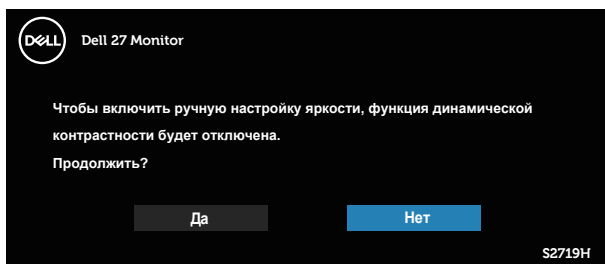 DELL
Dell 27 Monitor
Чтобы включить ручную настройку яркости, функция динамической
контрастности будет отключена.
Продолжить?
Да
Нет
S2719H